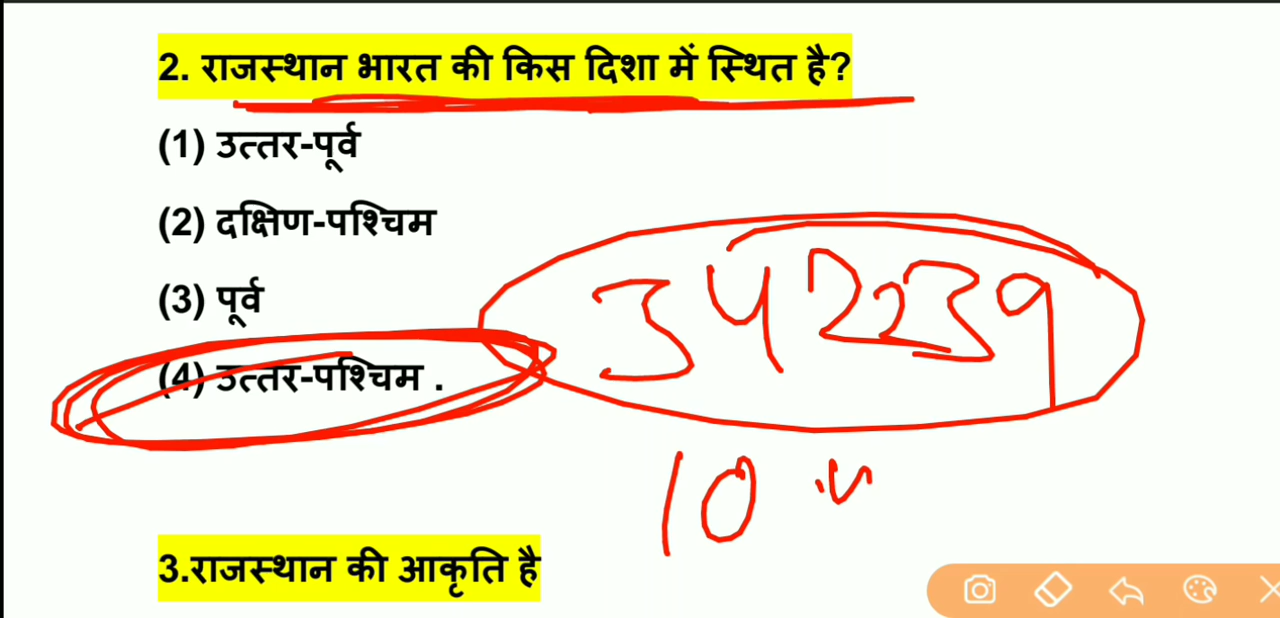 2. राजस्थान भारत की किस दिशा में स्थित है?
(1) उत्तर-पूर्व
(2) दक्षिण-पश्चिम
(3) पूर्व
342239
(4) उत्तर-पश्चिम .
10
3.राजस्थान की आकृति है